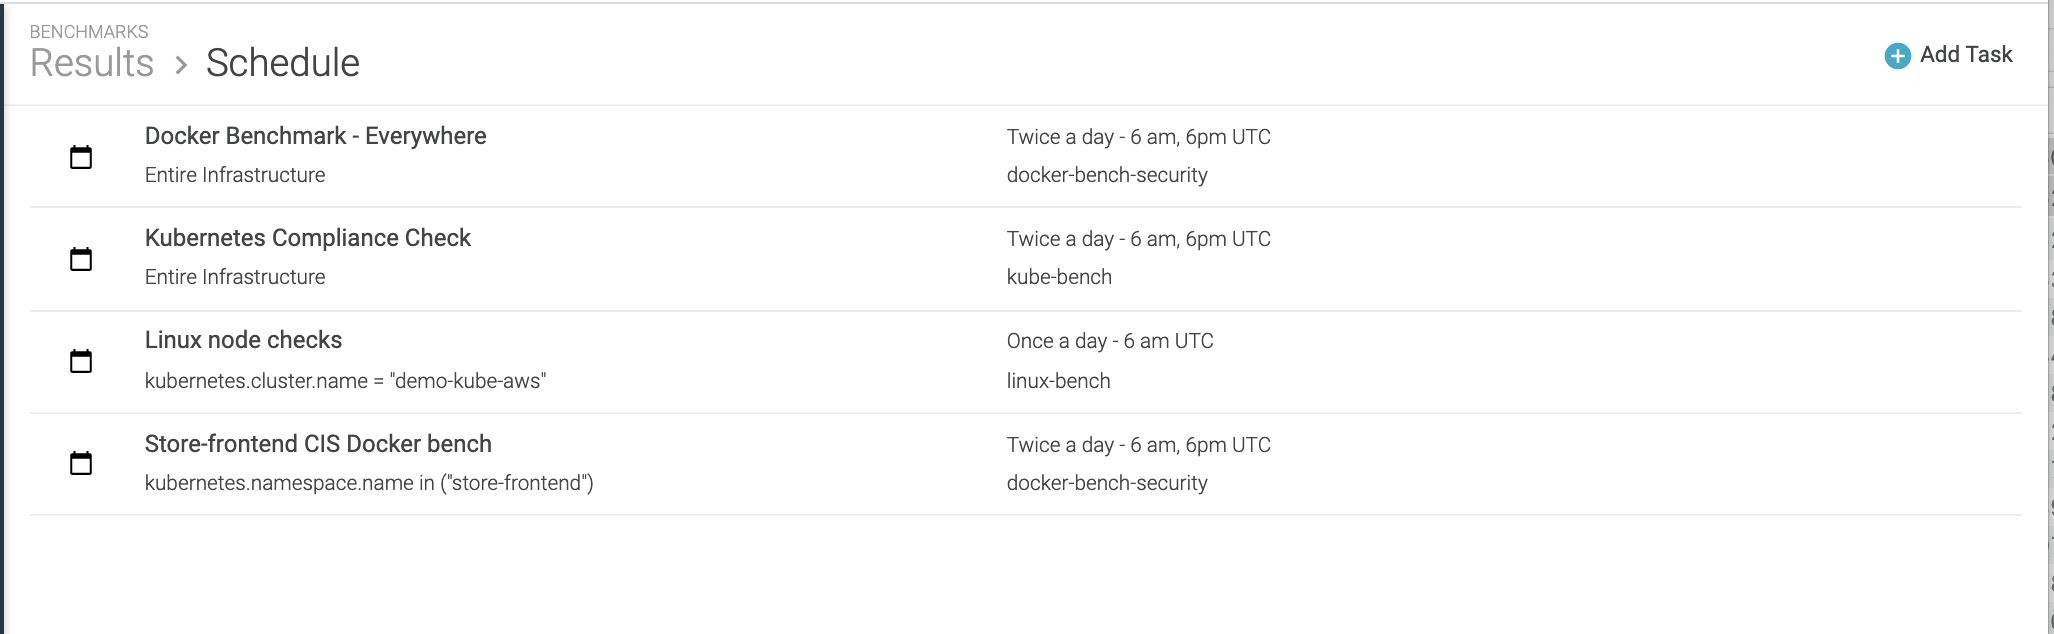 BENCHMARKS
Results > Schedule
Add Task
Docker Benchmark - Everywhere
Twice a day - 6 am, 6pm UTC
Entire Infrastructure
docker-bench-security
Kubernetes Compliance Check
Twice a day - 6 am, 6pm UTC
Entire Infrastructure
kube-bench
Linux node checks
Once a day - 6 am UTC
kubernetes.cluster.name = "demo-kube-aws"
linux-bench
Store-frontend CIS Docker bench
Twice a day - 6 am, 6pm UTC
kubernetes.namespace.name in ("store-frontend")
docker-bench-security